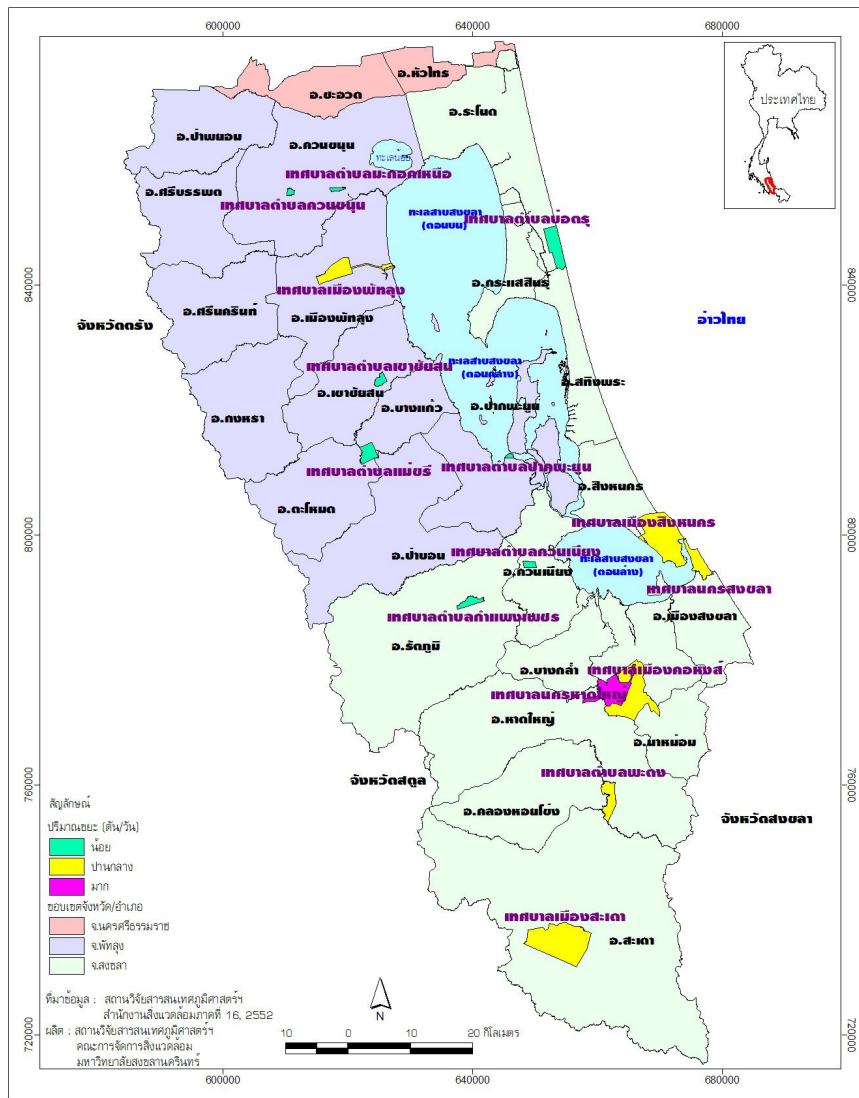 600000
640000
680000
ประเทศไทย
อ.หัวไทร
อ.ชะอวด
อ.ระโนด
อ.ป่าพยอม
อ.ควนขนุน
ทะเลน้อย
เทศบาลตำบลมะกอกเหนือ
อ.ศรีบรรพต
เทศบาลตำบลควนขนุน
ทะเลสาบสงขลา
(ตอนบน)
เทศบาลตำบลบ่อตรุ
840000
840000
อ.กระแสสินธุ์
เทศบาลเมืองพัทลุง
อ.ศรีนครินทร์
อ.เมืองพัทลุง
จังหวัดตรัง
อ่าวไทย
ทะเลสาบสงขลา
(ตอนกลาง)
เทศบาลตำบลเขาชัยสน
อ.สทิงพระ
อ.เขาชัยสน
อ.บางแก้ว
อ.ปากพะยูน
อ.กงหรา
เทศบาลตำบลแม่ขรี
เทศบาลตำบลปากพะยูน
อ.สิงหนคร
อ.ตะโหมด
เทศบาลเมืองสิงหนคร
800000
800000
อ.ป่าบอน
เทศบาลตำบลควนเนียง
ทะเลสาบสงขลา
(ตอนล่าง)
อ.ควนเนียง
เทศบาลนครสงขลา
เทศบาลตำบลกำแพงเพชร
อ.เมืองสงขลา
อ.รัตภูมิ
อ.บางกล่ำ
เทศบาลเมืองคอหงส์
เทศบาลนครหาดใหญ่
อ.หาดใหญ่
อ.นาหม่อม
จังหวัดสตูล
เทศบาลตำบลพะตง
760000
760000
อ.คลองหอยโข่ง
จังหวัดสงขลา
สัญลักษณ์
ปริมาณขยะ (ตัน/วัน)
น้อย
ปานกลาง
มาก
ขอบเขตจังหวัด/อำเภอ
จ.นครศรีธรรมราช
จ.พัทลุง
จ.สงขลา
เทศบาลเมืองสะเดา
อ.สะเดา
ที่มาข้อมูล : สถานวิจัยสารสนเทศภูมิศาสตร์ฯ
สำนักงานสิ่งแวดล้อมภาคที่ 16, 2552
ผลิต : สถานวิจัยสารสนเทศภูมิศาสตร์ฯ
คณะการจัดการสิ่งแวดล้อม
มหาวิทยาลัยสงขลานครินทร์
N
10 0 10 20 กิโลเมตร
720000
720000
600000
640000
680000